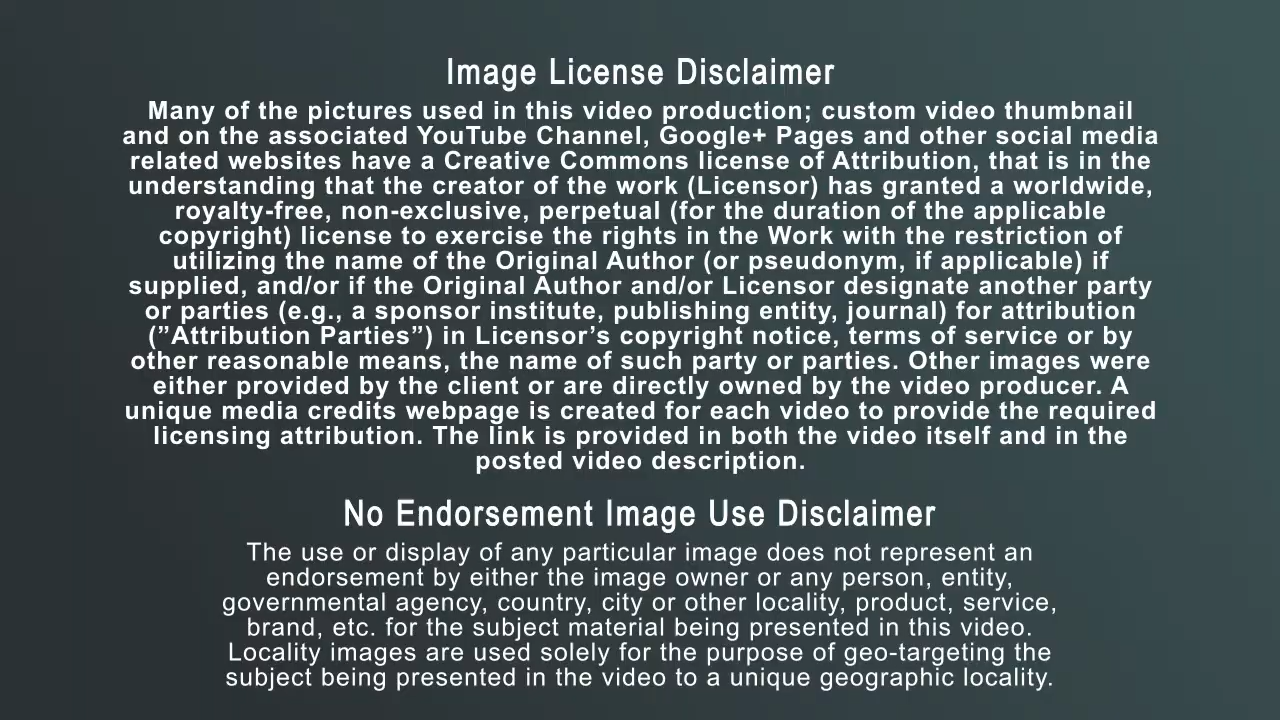 Image License Disclaimer
Many of the pictures used in this video production; custom video thumbnail
and on the associated YouTube Channel, Google+ Pages and other social media
related websites have a Creative Commons license of Attribution, that is in the
understanding that the creator of the work (Licensor) has granted a worldwide,
royalty-free, non-exclusive, perpetual (for the duration of the applicable
copyright) license to exercise the rights in the Work with the restriction of
utilizing the name of the Original Author (or pseudonym, if applicable) if
supplied, and/or if the Original Author and/or Licensor designate another party
or parties (e.g., a sponsor institute, publishing entity, journal) for attribution
(”Attribution Parties”) in Licensor’s copyright notice, terms of service or by
other reasonable means, the name of such party or parties. Other images were
either provided by the client or are directly owned by the video producer. A
unique media credits webpage is created for each video to provide the required
licensing attribution. The link is provided in both the video itself and in the
posted video description.
No Endorsement Image Use Disclaimer
The use or display of any particular image does not represent an
endorsement by either the image owner or any person, entity,
governmental agency, country, city or other locality, product, service,
brand, etc. for the subject material being presented in this video.
Locality images are used solely for the purpose of geo-targeting the
subject being presented in the video to a unique geographic locality.